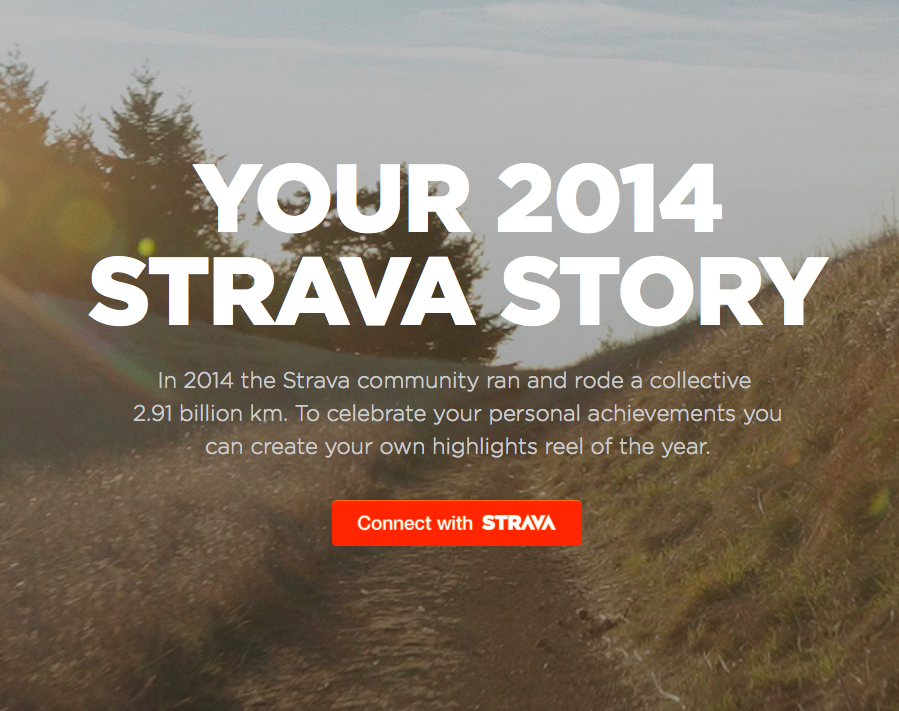 YOUR 2014
STRAVA STORY
In 2014 the Strava community ran and rode a collective
2.91 billion km. To celebrate your personal achievements you
can create your own highlights reel of the year.
Connect with STRAVA